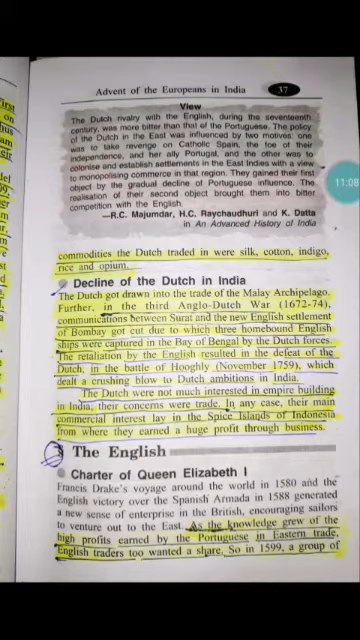 Advent of the Europeans in India 37
View
The Dutch rivalry with the English, during the seventeenth
century, was more bitter than that of the Portuguese. The policy
of the Dutch in the East was influenced by two motives: one
was to take revenge on Catholic Spain, the foe of their
independence, and her ally Portugal, and the other was to
colonise and establish settlements in the East Indies with a view
to monopolising commerce in that region. They gained their first
object by the gradual decline of Portuguese influence. The
realisation of their second object brought them into bitter
competition with the English.
—R.C. Majumdar, H.C. Raychaudhuri and K. Datta
in An Advanced History of India
11:08
commodities the Dutch traded in were silk, cotton, indigo,
rice and opium.
Decline of the Dutch in India
The Dutch got drawn into the trade of the Malay Archipelago.
Further, in the third Anglo-Dutch War (1672-74),
communications between Surat and the new English settlement
of Bombay got cut due to which three homebound English
ships were captured in the Bay of Bengal by the Dutch forces.
The retaliation by the English resulted in the defeat of the
Dutch, in the battle of Hooghly (November 1759), which
dealt a crushing blow to Dutch ambitions in India.
The Dutch were not much interested in empire building
in India; their concerns were trade. In any case, their main
commercial interest lay in the Spice Islands of Indonesia
from where they earned a huge profit through business.
The English
Charter of Queen Elizabeth I
Francis Drake's voyage around the world in 1580 and the
English victory over the Spanish Armada in 1588 generated
a new sense of enterprise in the British, encouraging sailors
to venture out to the East. As the knowledge grew of the
high profits earned by the Portuguese in Eastern trade,
English traders too wanted a share. So in 1599, a group of